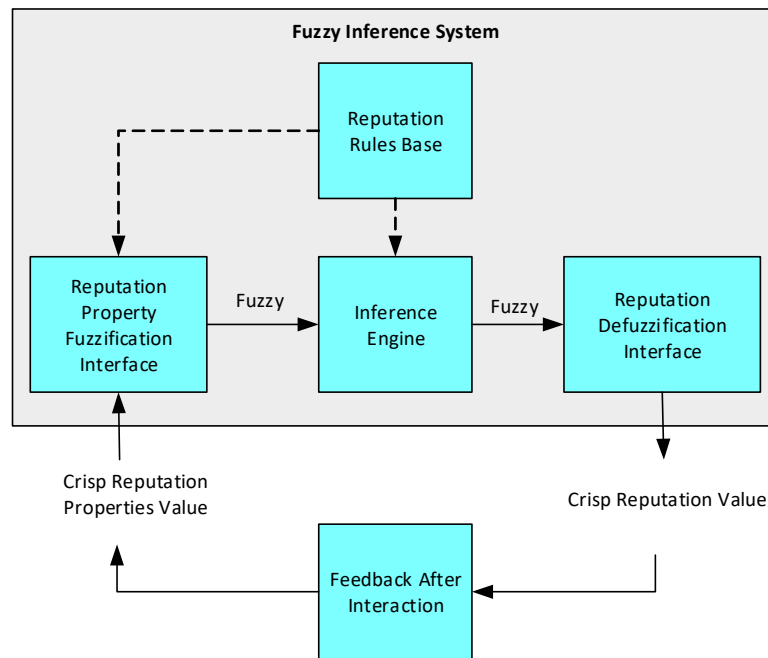 Fuzzy Inference System
Reputation
Rules Base
Reputation
Property
Fuzzification
Interface
Fuzzy
Inference
Engine
Fuzzy
Reputation
Defuzzification
Interface
Crisp Reputation
Properties Value
Crisp Reputation Value
Feedback After
Interaction